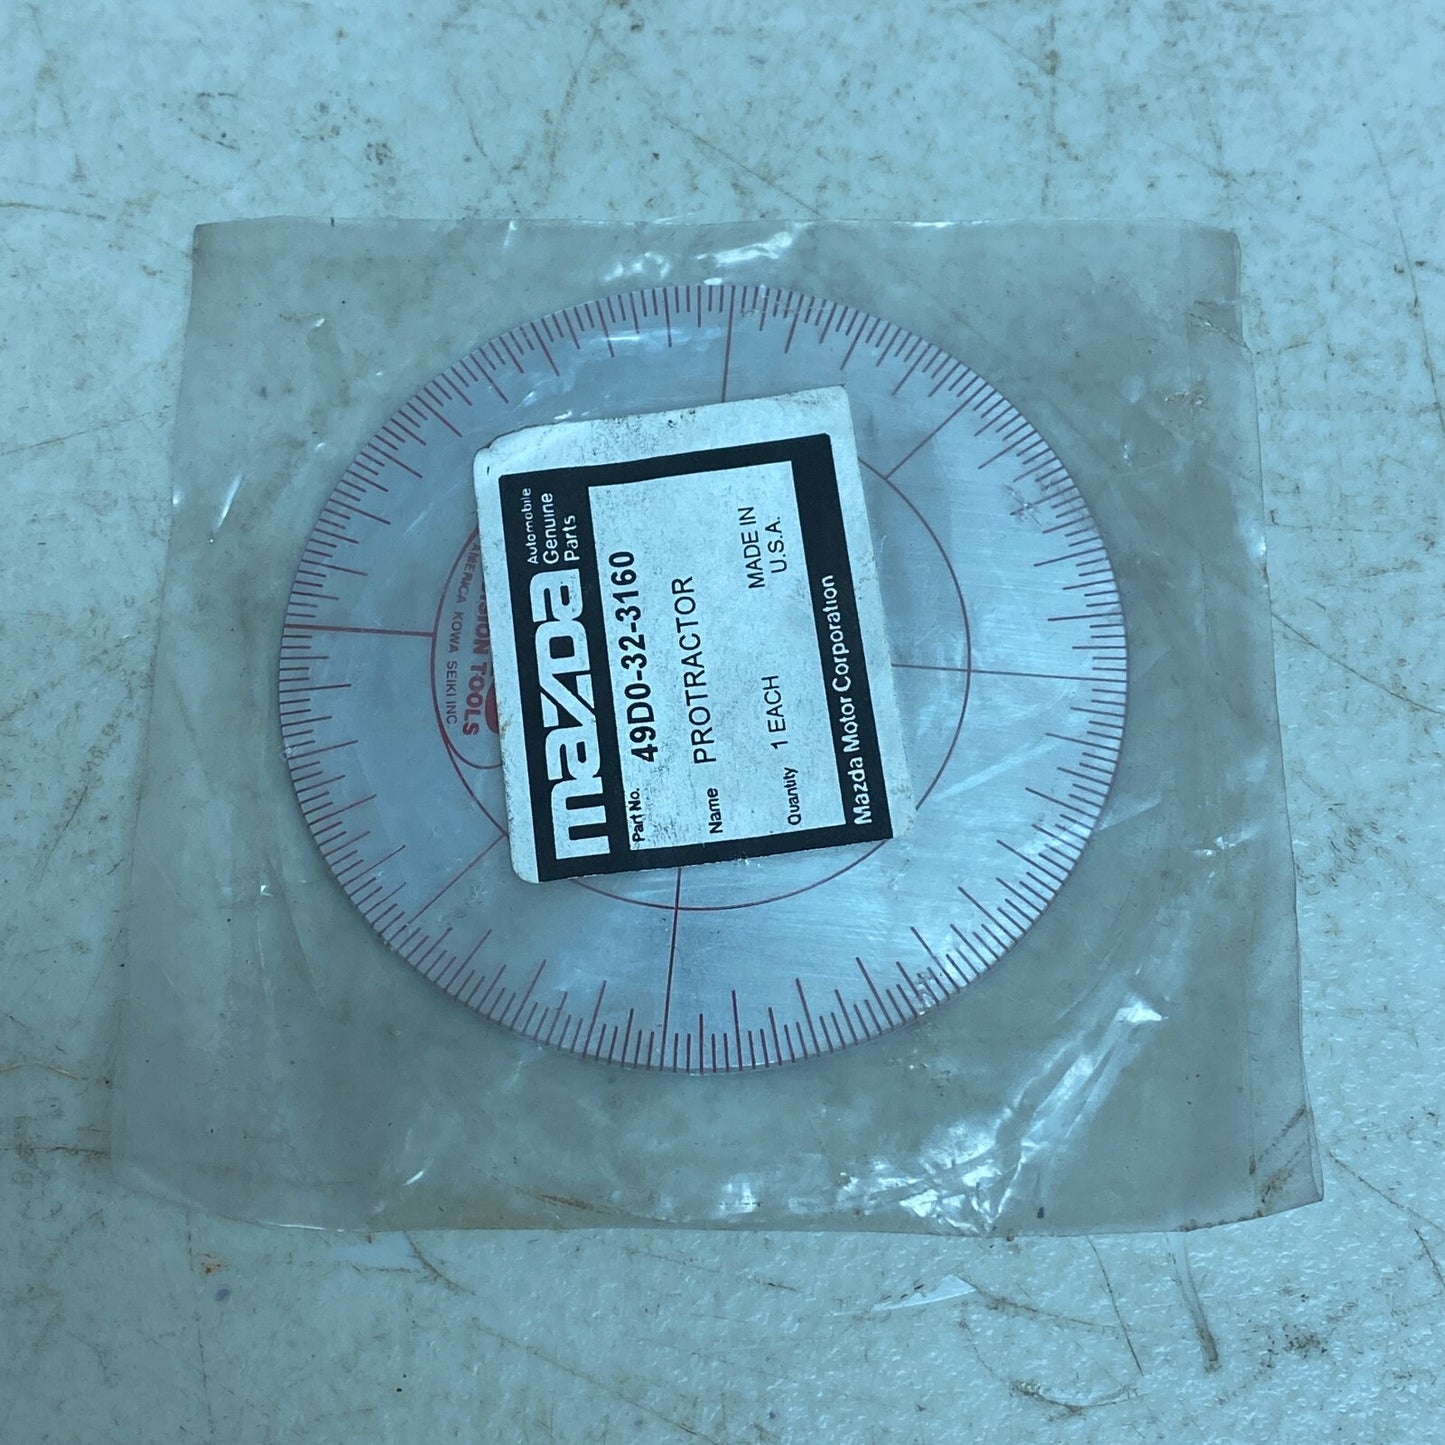 mazda
Automobile
Genuine
Parts
Part No. 49D0-32-3160
Name PROTRACTOR
Quantity 1 EACH
MADE IN
U.S.A.
Mazda Motor Corporation
TOOLS
AMERICA KOWA SEIKI INC.